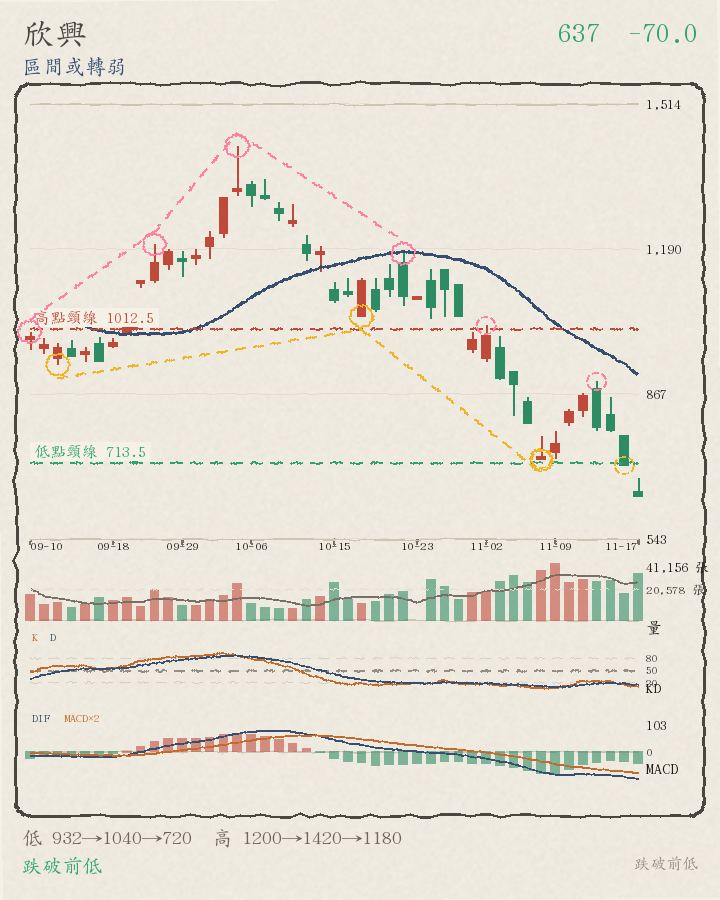 欣興
637 -70.0
區間或轉弱
1,514
1,190
高點頸線 1012.5
867
低點頸線 713.5
543
09-10 09-18 09-29 10-06 10-15 10-23 11-02 11-09 11-17
41,156 張
20,578 張
量
K D
80
50
20
KD
DIF MACD×2
103
0
MACD
低 932→1040→720 高 1200→1420→1180
跌破前低
跌破前低